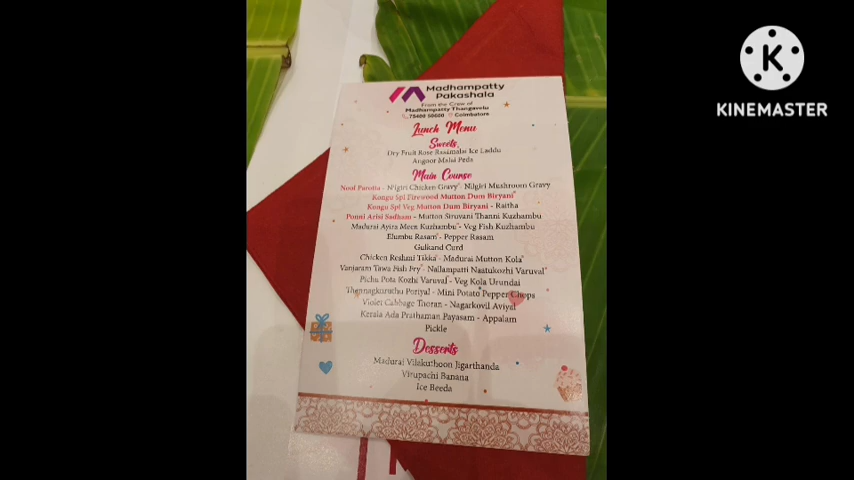 Madhampatty
Pakashala
From the Crew of
Madhampatty Thangavelu
Coimbatore
Lunch Menu
Sweets
Dry Fruit Rose Rasamalai Ice Laddu
Angoor Malai Peda
Main Course
Nool Parotta - Nilgiri Chicken Gravy* - Nilgiri Mushroom Gravy
Kongu Spl Firewood Mutton Dum Biryani*
Kongu Spl Veg Mutton Dum Biryani - Raitha
Ponni Arisi Sadham - Mutton Siruvani Thanni Kuzhambu
Madurai Ayira Meen Kuzhambu* - Veg Fish Kuzhambu
Elumbu Rasam* - Pepper Rasam
Gulkand Curd
Chicken Reshmi Tikka* - Madurai Mutton Kola*
Vanjaram Tawa Fish Fry* - Nallampatti Naatukozhi Varuval*
Pichu Pota Kozhi Varuval* - Veg Kola Urundai
Thennagkuruthu Poriyal - Mini Potato Pepper Chops
Violet Cabbage Thoran - Nagarkovil Aviyal
Kerala Ada Prathaman Payasam - Appalam
Pickle
Desserts
Madurai Vilakuthoon Jigarthanda
Virupachi Banana
Ice Beeda
K
KINEMASTER